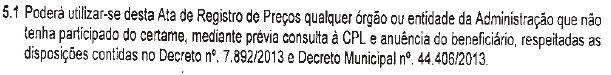 5.1 Poderá utilizar-se desta Ata de Registro de Preços qualquer órgão ou entidade da Administração que não
tenha participado do certame, mediante prévia consulta à CPL e anuência do beneficiário, respeitadas as
disposições contidas no Decreto nº. 7.892/2013 e Decreto Municipal nº. 44.406/2013.